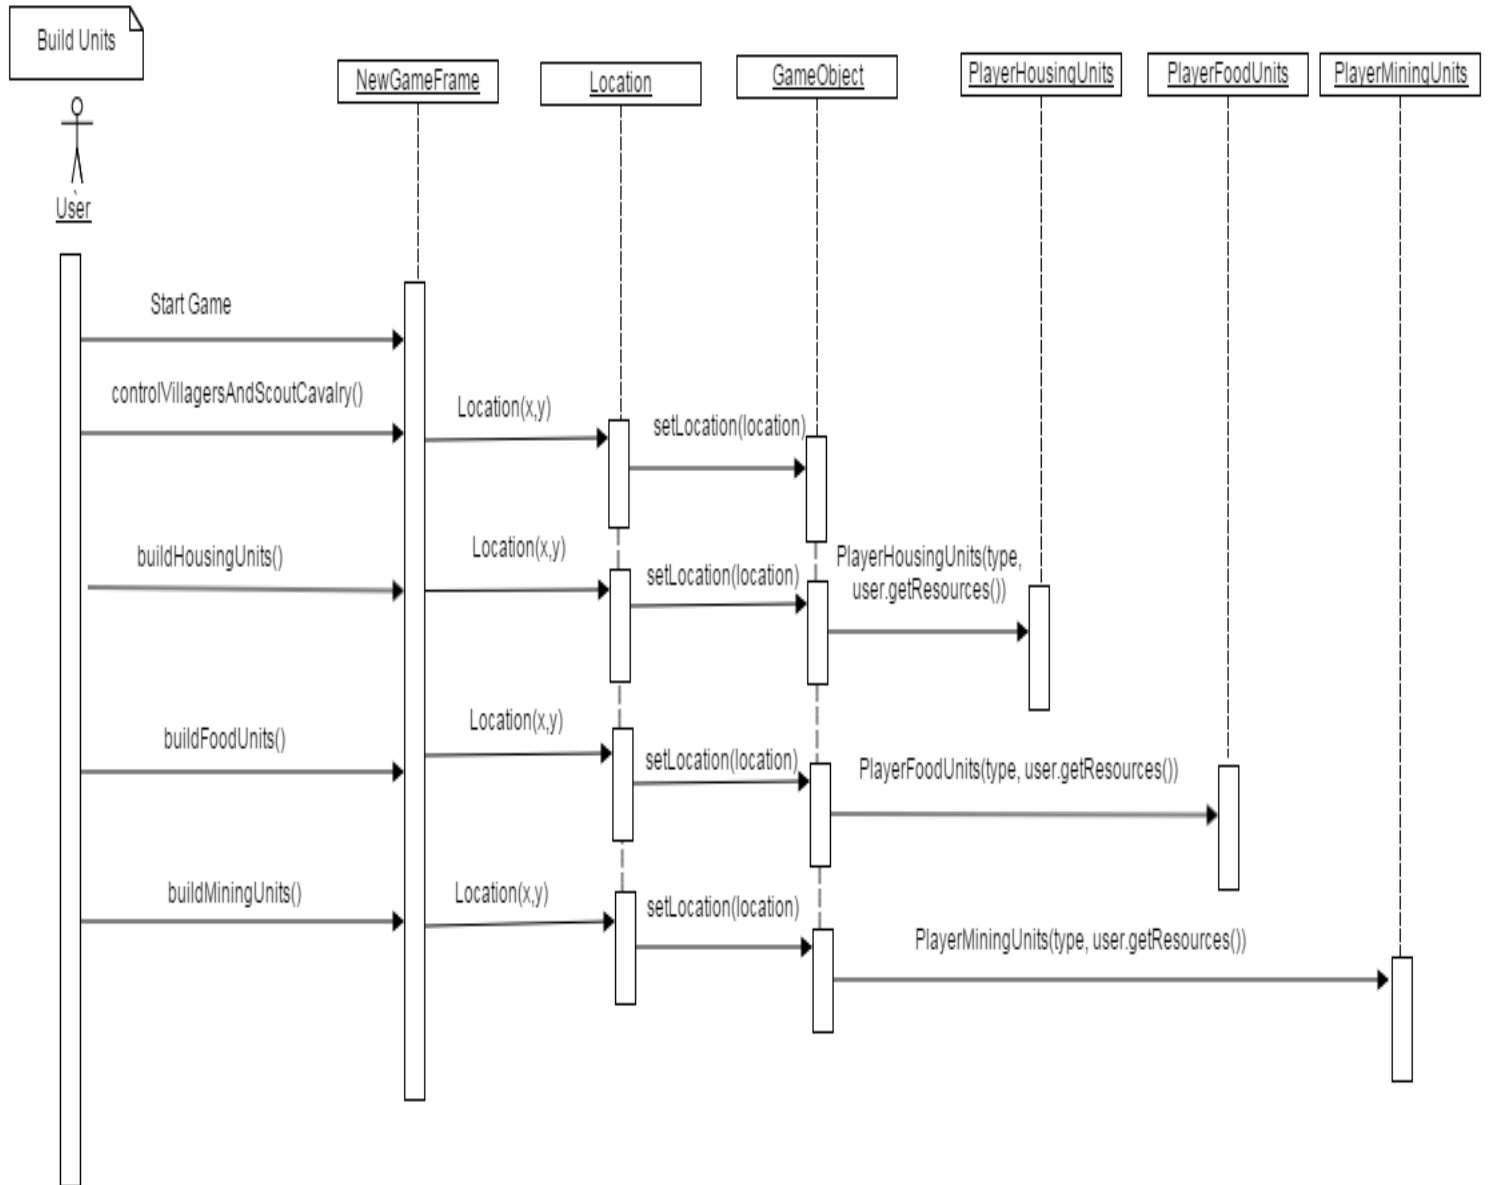 Build Units
NewGameFrame
Location
GameObject
PlayerHousingUnits
PlayerFoodUnits
PlayerMiningUnits
User
Start Game
controlVillagersAndScoutCavalry()
Location(x,y)
setLocation(location)
buildHousingUnits()
Location(x,y)
setLocation(location)
PlayerHousingUnits(type,
user.getResources())
buildFoodUnits()
Location(x,y)
setLocation(location)
PlayerFoodUnits(type, user.getResources())
buildMiningUnits()
Location(x,y)
setLocation(location)
PlayerMiningUnits(type, user.getResources())